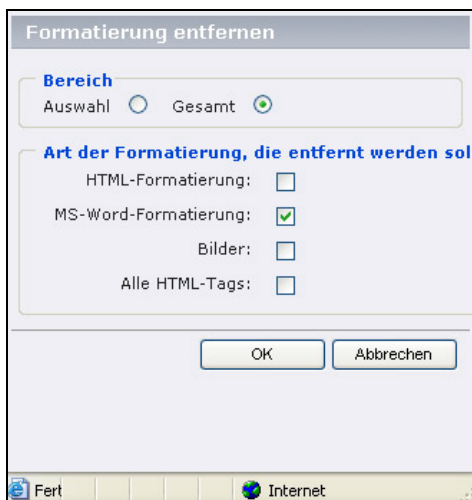 Formatierung entfernen
Bereich
Auswahl Gesamt
Art der Formatierung, die entfernt werden sol
HTML-Formatierung:
MS-Word-Formatierung:
Bilder:
Alle HTML-Tags:
OK Abbrechen
Fert Internet